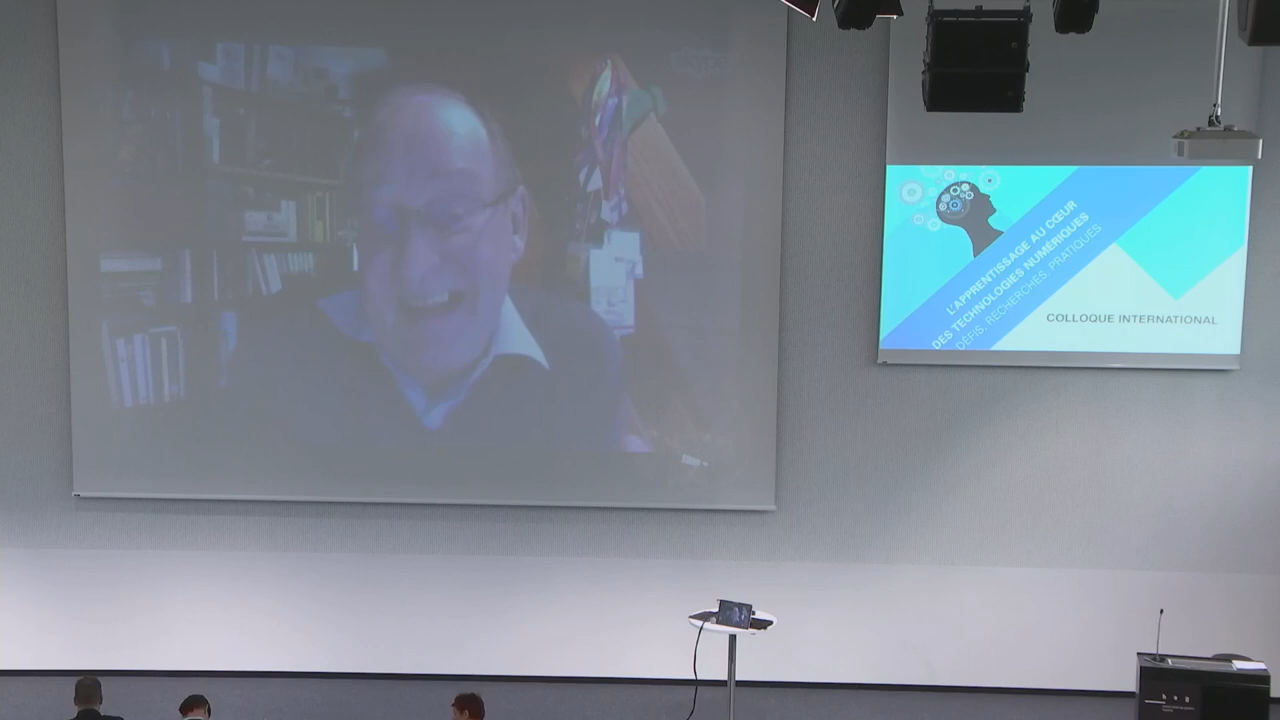 L'APPRENTISSAGE AU CŒUR
DES TECHNOLOGIES NUMÉRIQUES
DÉFIS, RECHERCHES, PRATIQUES
COLLOQUE INTERNATIONAL
h e p